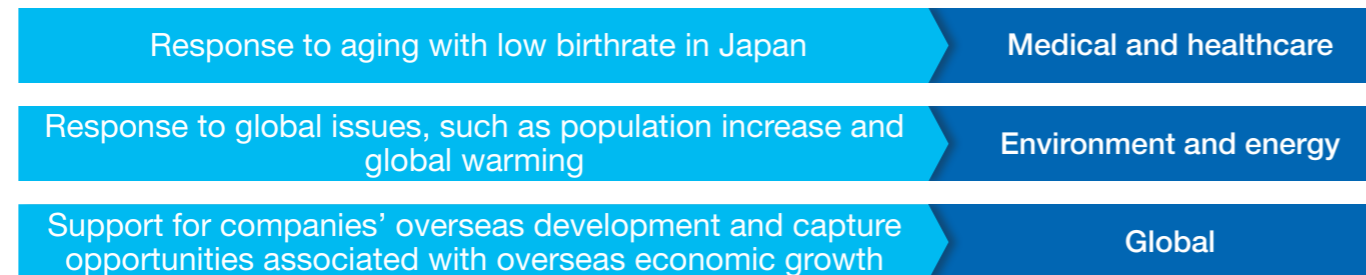 Response to aging with low birthrate in Japan
Medical and healthcare
Response to global issues, such as population increase and
global warming
Environment and energy
Support for companies’ overseas development and capture
opportunities associated with overseas economic growth
Global